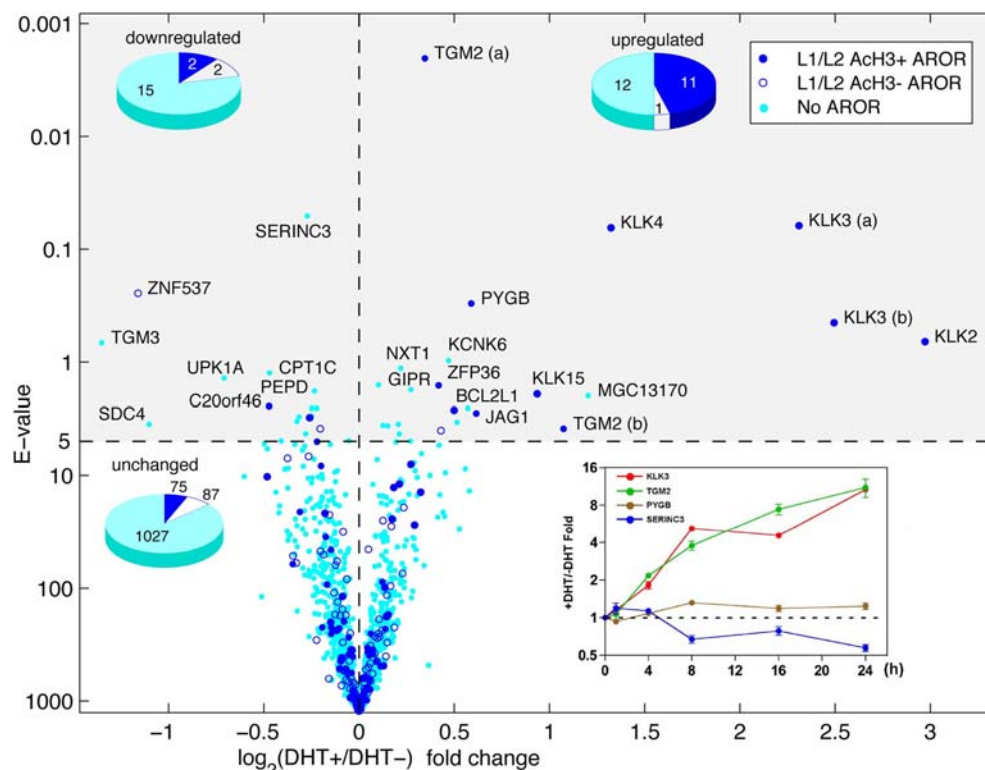 0.001
0.01
0.1
1
5
10
100
1000
E-value
downregulated
2
2
15
TGM2 (a)
upregulated
12
11
1
L1/L2 AcH3+ AROR
L1/L2 AcH3- AROR
No AROR
SERINC3
KLK4
KLK3 (a)
ZNF537
PYGB
KLK3 (b)
TGM3
KLK2
NXT1
KCNK6
UPK1A
CPT1C
GIPR
ZFP36
PEPD
KLK15
MGC13170
C20orf46
BCL2L1
SDC4
JAG1
TGM2 (b)
unchanged
75
87
1027
16
8
4
2
1
0.5
+DHT/-DHT Fold
KLK3
TGM2
PYGB
SERINC3
0 4 8 12 16 20 24 (h)
−1 −0.5 0 0.5 1 1.5 2 2.5 3
log2(DHT+/DHT−) fold change